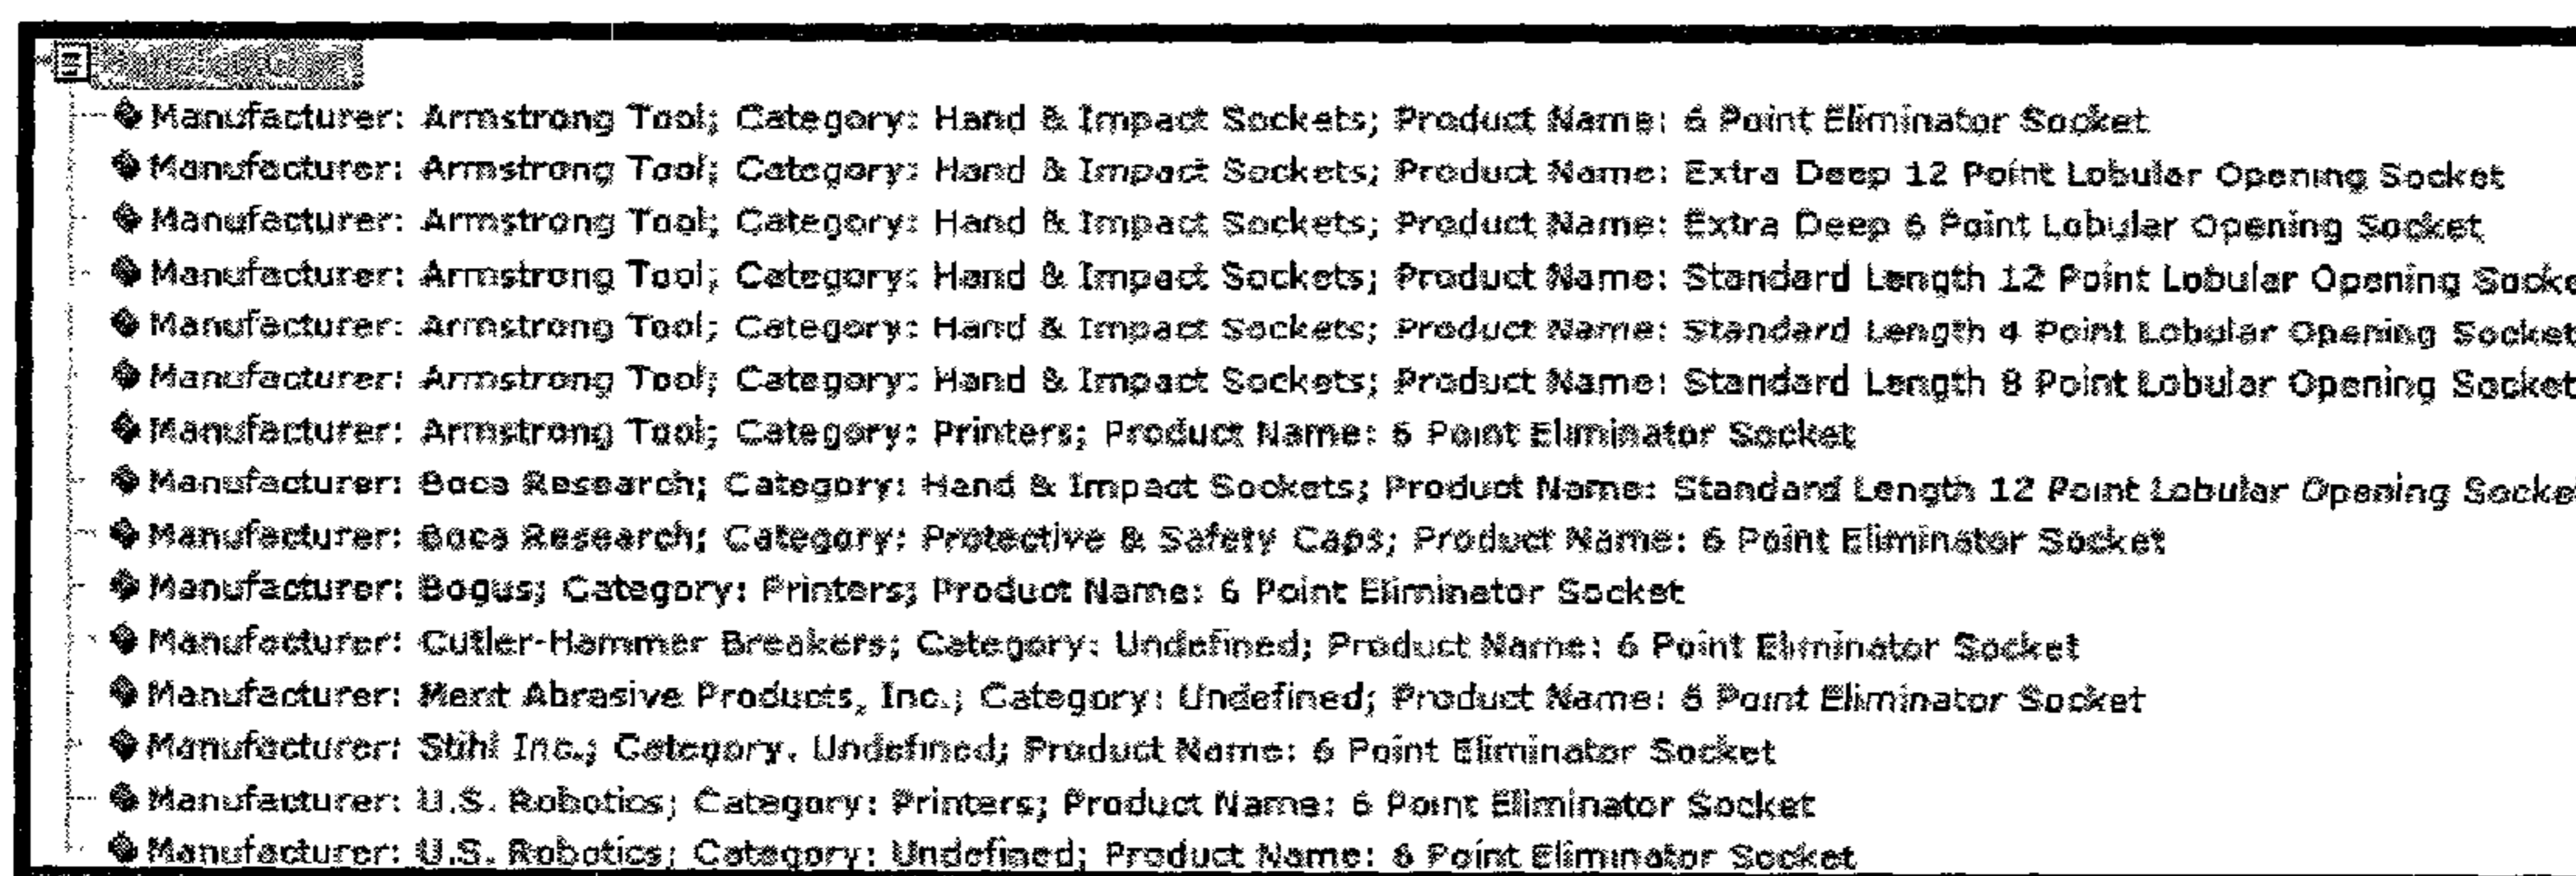 Manufacturer: Armstrong Tool; Category: Hand & Impact Sockets; Product Name: 6 Point Eliminator Socket
Manufacturer: Armstrong Tool; Category: Hand & Impact Sockets; Product Name: Extra Deep 12 Point Lobular Opening Socket
Manufacturer: Armstrong Tool; Category: Hand & Impact Sockets; Product Name: Extra Deep 6 Point Lobular Opening Socket
Manufacturer: Armstrong Tool; Category: Hand & Impact Sockets; Product Name: Standard Length 12 Point Lobular Opening Socke
Manufacturer: Armstrong Tool; Category: Hand & Impact Sockets; Product Name: Standard Length 4 Point Lobular Opening Socket
Manufacturer: Armstrong Tool; Category: Hand & Impact Sockets; Product Name: Standard Length 8 Point Lobular Opening Socket
Manufacturer: Armstrong Tool; Category: Printers; Product Name: 6 Point Eliminator Socket
Manufacturer: Boca Research; Category: Hand & Impact Sockets; Product Name: Standard Length 12 Point Lobular Opening Socket
Manufacturer: Boca Research; Category: Protective & Safety Caps; Product Name: 6 Point Eliminator Socket
Manufacturer: Bogus; Category: Printers; Product Name: 6 Point Eliminator Socket
Manufacturer: Cutler-Hammer Breakers; Category: Undefined; Product Name: 6 Point Eliminator Socket
Manufacturer: Merit Abrasive Products, Inc.; Category: Undefined; Product Name: 6 Point Eliminator Socket
Manufacturer: Stihl Inc.; Category: Undefined; Product Name: 6 Point Eliminator Socket
Manufacturer: U.S. Robotics; Category: Printers; Product Name: 6 Point Eliminator Socket
Manufacturer: U.S. Robotics; Category: Undefined; Product Name: 6 Point Eliminator Socket